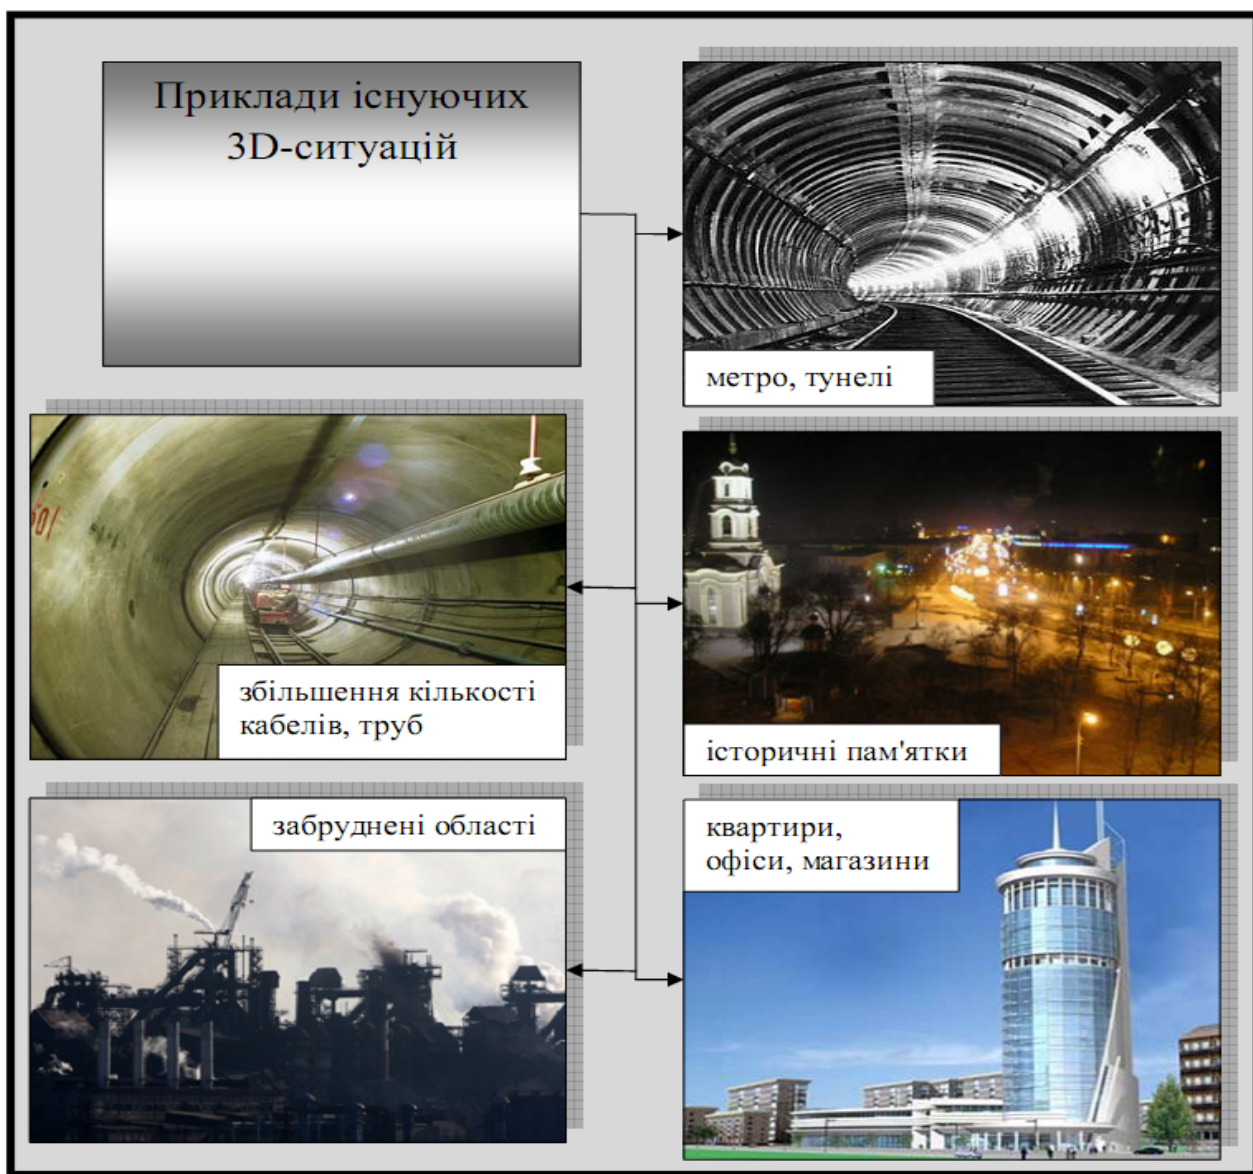 Приклади існуючих
3D-ситуацій
метро, тунелі
збільшення кількості
кабелів, труб
історичні пам'ятки
забруднені області
квартири,
офіси, магазини